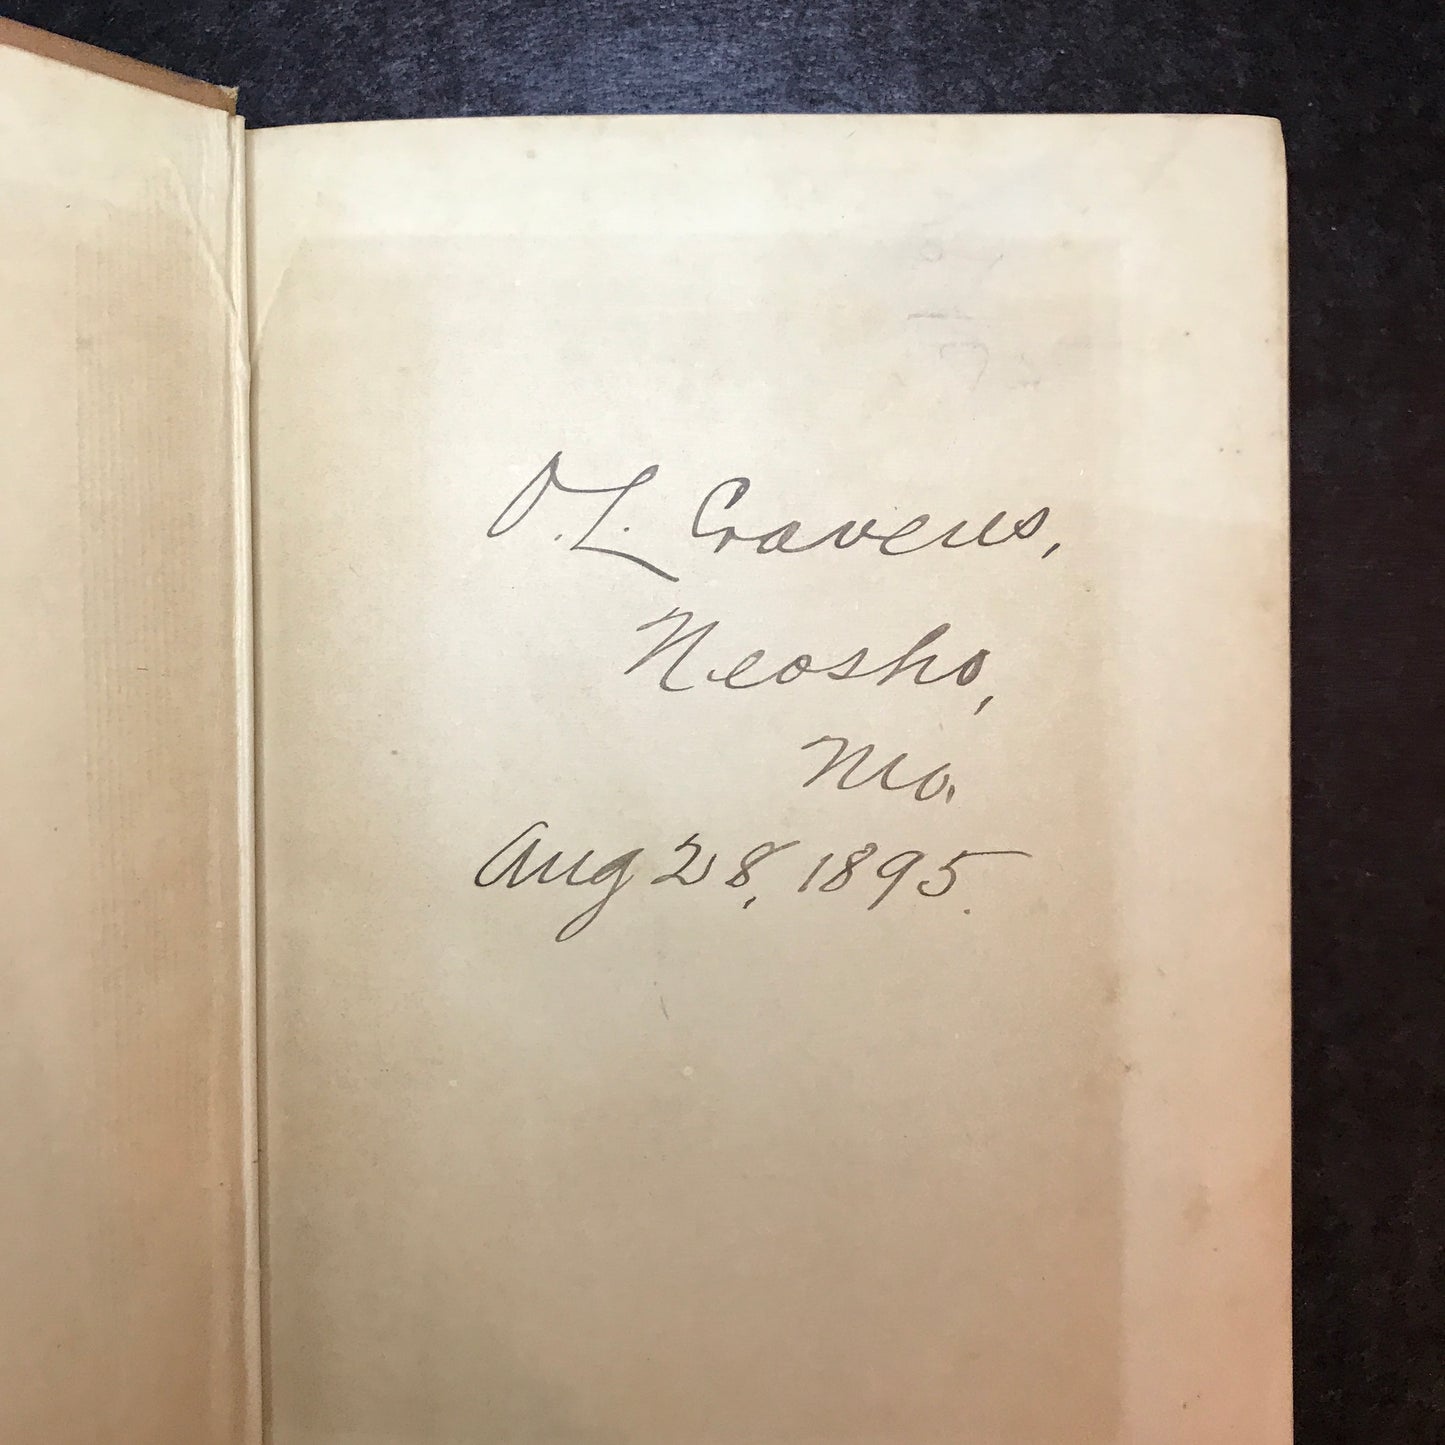 O. L. Cravens,
Neosho,
Mo.
Aug 28, 1895.